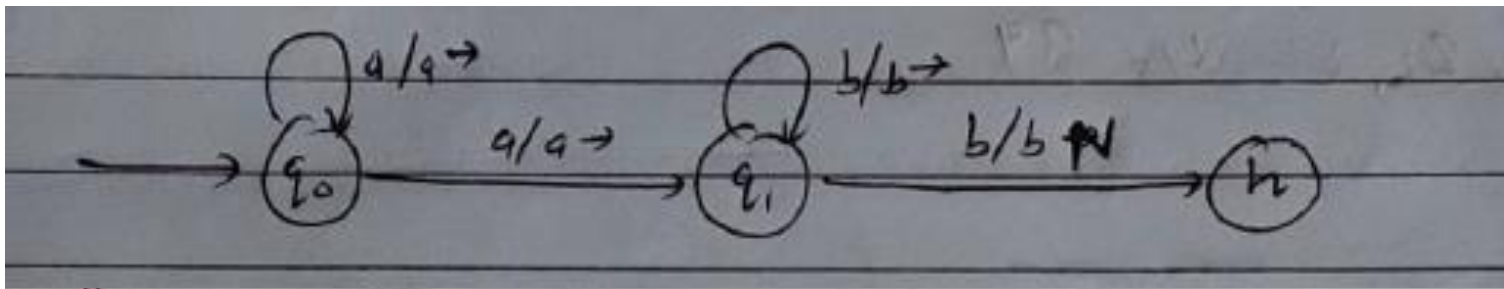 a/a →
b/b →
a/a →
b/b N
q₀
q₁
h